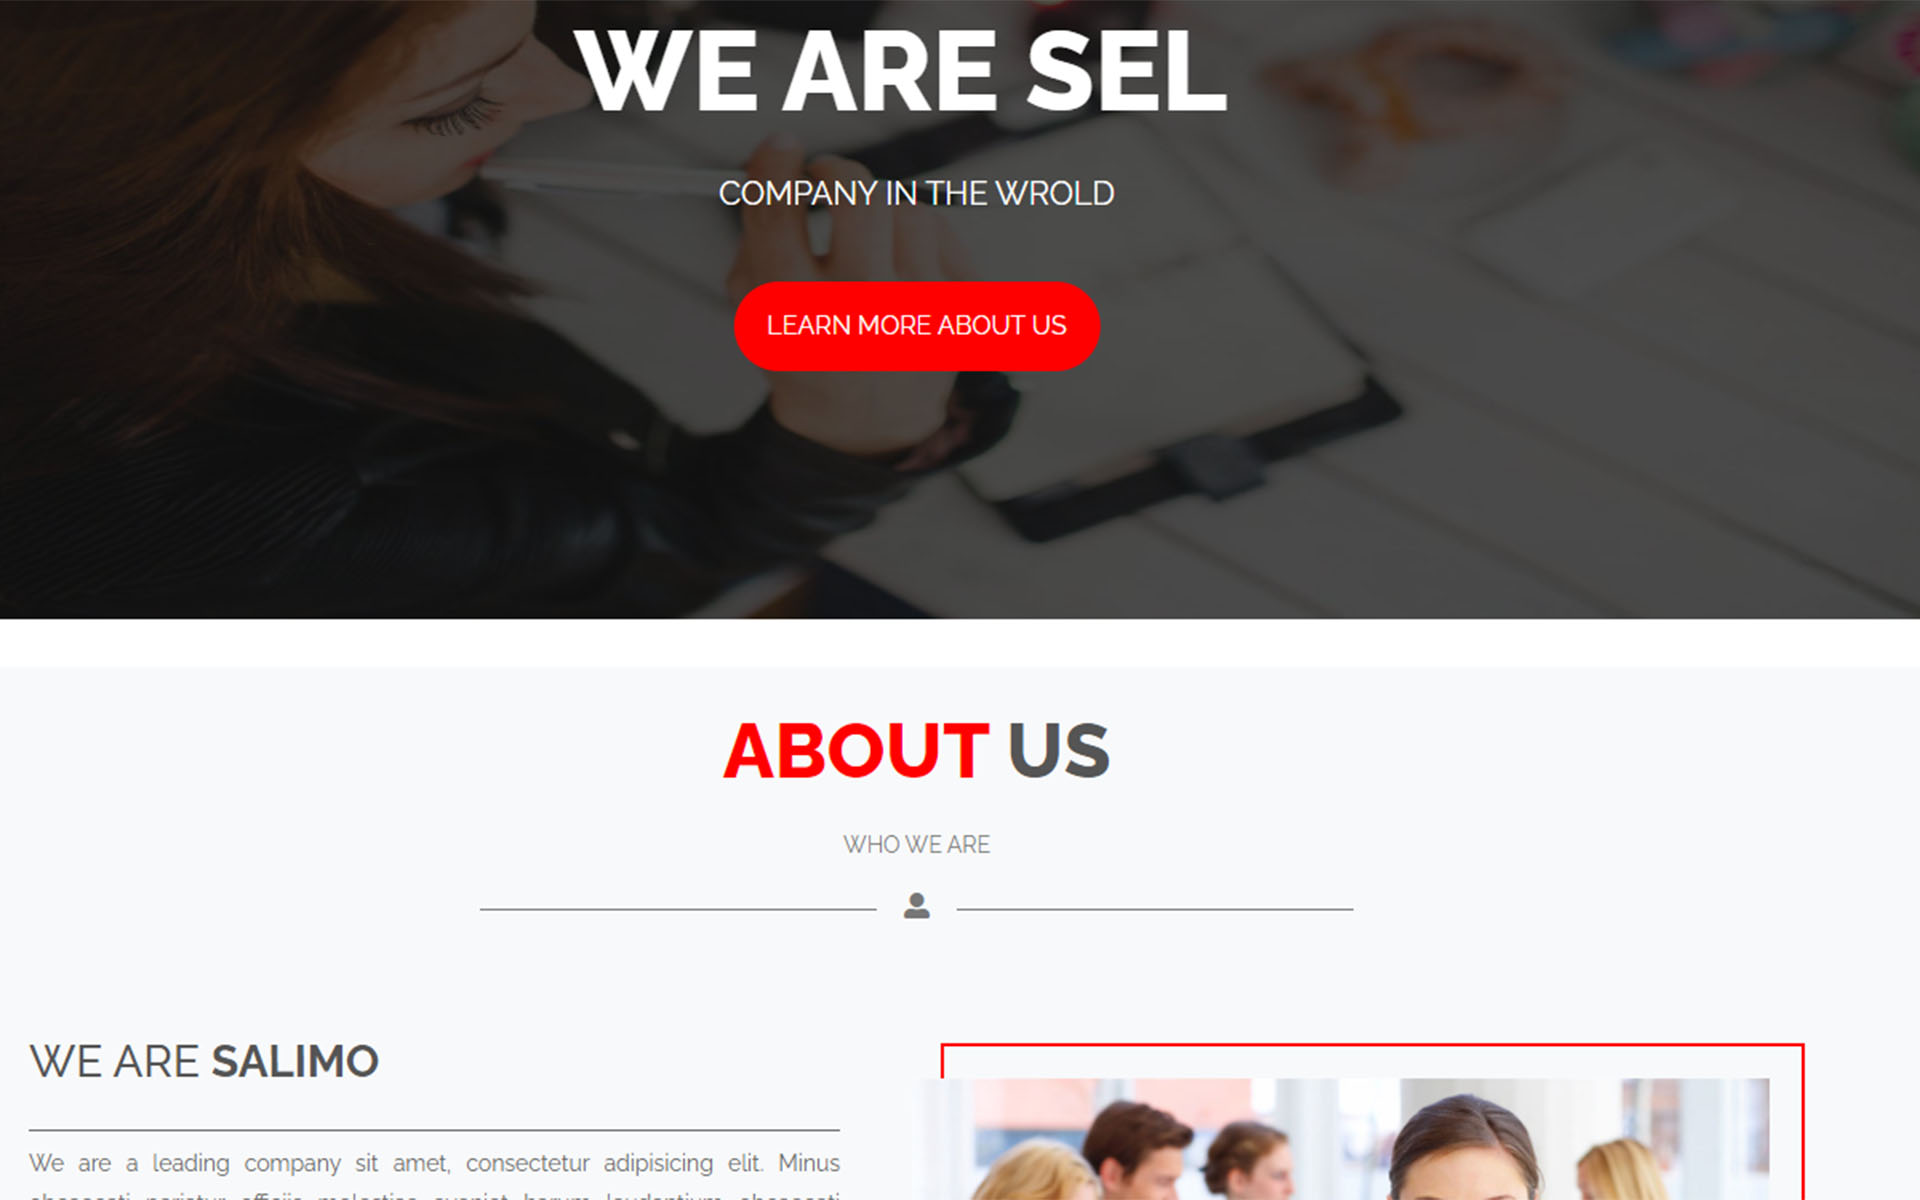 WE ARE SEL
COMPANY IN THE WROLD
LEARN MORE ABOUT US
ABOUT US
WHO WE ARE
WE ARE SALIMO
We are a leading company sit amet, consectetur adipisicing elit. Minus